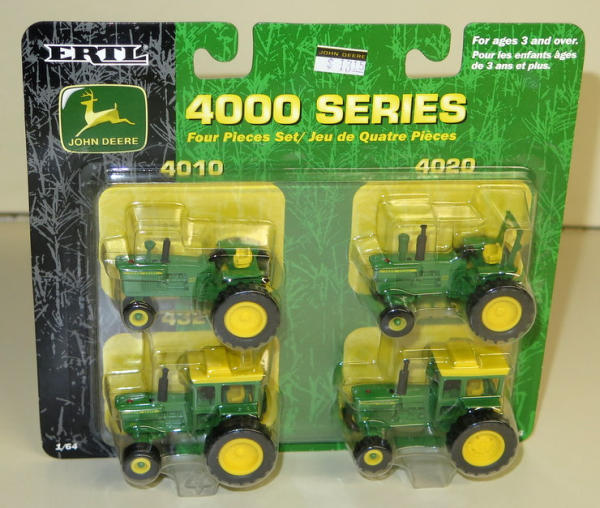 ERTL
JOHN DEERE
For ages 3 and over.
Pour les enfants âgés
de 3 ans et plus.
JOHN DEERE
4000 SERIES
Four Pieces Set/ Jeu de Quatre Pièces
4010
4020
1/64